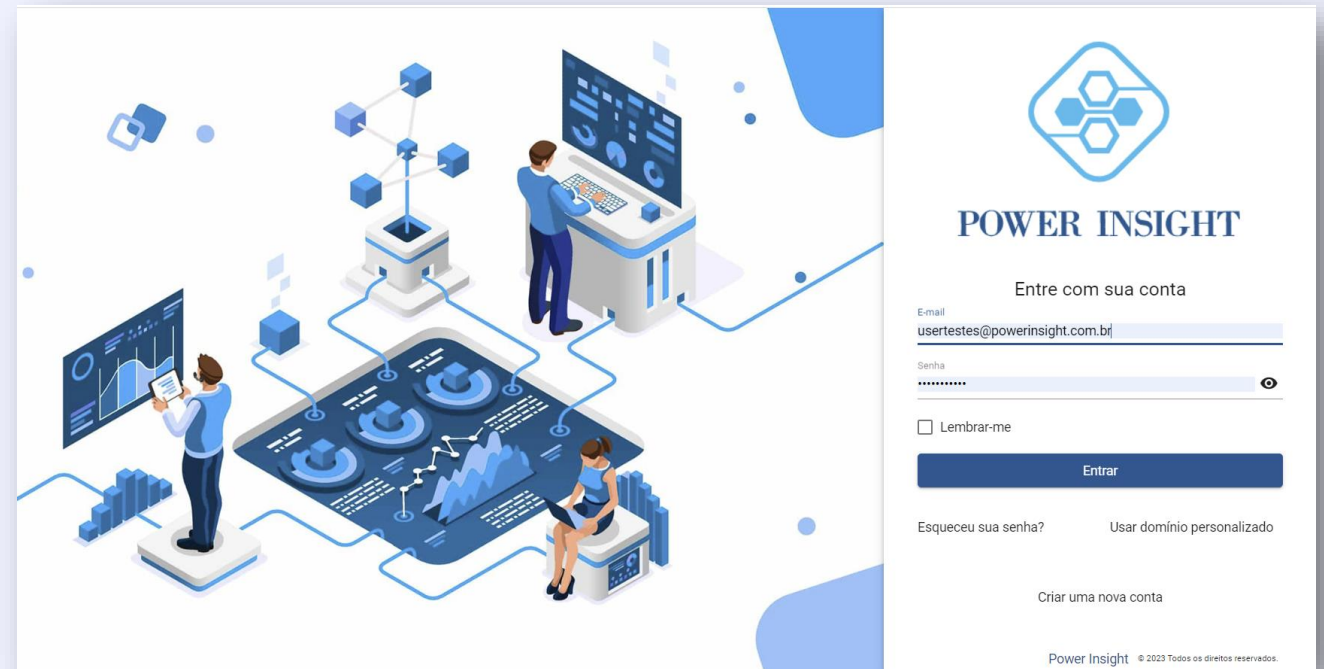 POWER INSIGHT
Entre com sua conta
E-mail
usertestes@powerinsight.com.br
Senha
•••••••••••
Lembrar-me
Entrar
Esqueceu sua senha? Usar domínio personalizado
Criar uma nova conta
Power Insight © 2023 Todos os direitos reservados.